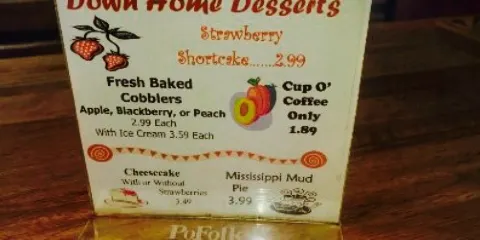 Down Home Desserts
Strawberry
Shortcake.......2.99
Fresh Baked
Cobblers
Apple, Blackberry, or Peach
2.99 Each
With Ice Cream 3.59 Each
Cup O'
Coffee
Only
1.89
Cheesecake
With or Without
Strawberries
3.49
Mississippi Mud
Pie
3.99
PoFolks